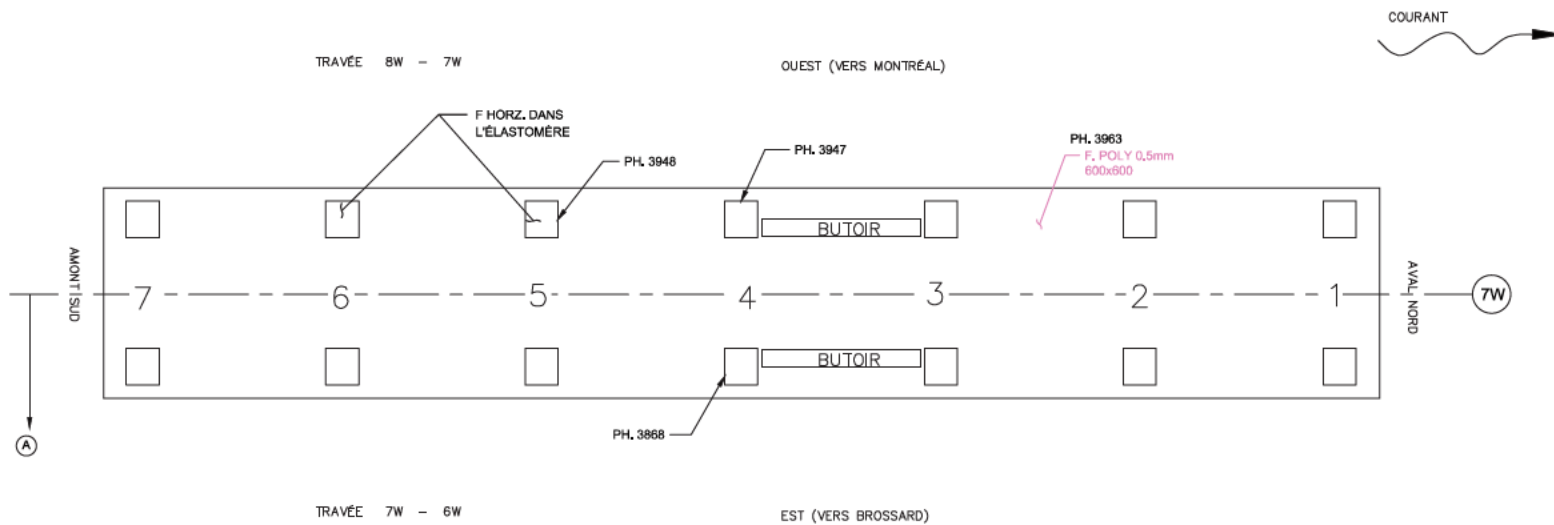 COURANT
TRAVÉE 8W - 7W
OUEST (VERS MONTRÉAL)
F HORZ. DANS
L'ÉLASTOMÈRE
PH. 3948
PH. 3947
PH. 3963
F. POLY 0.5mm
600x600
BUTOIR
AMONT SUD
7
6
5
4
3
2
1
AVAL NORD
7W
BUTOIR
A
PH. 3868
TRAVÉE 7W - 6W
EST (VERS BROSSARD)